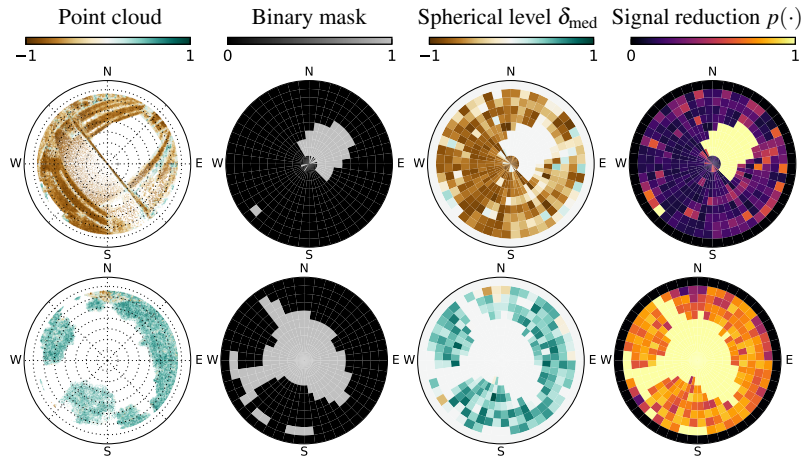 Point cloud Binary mask Spherical level δmed Signal reduction p(·)
−1 1 0 1 −1 1 0 1
N N N N
W E W E W E W E
S S S S
N N N N
W E W E W E W E
S S S S